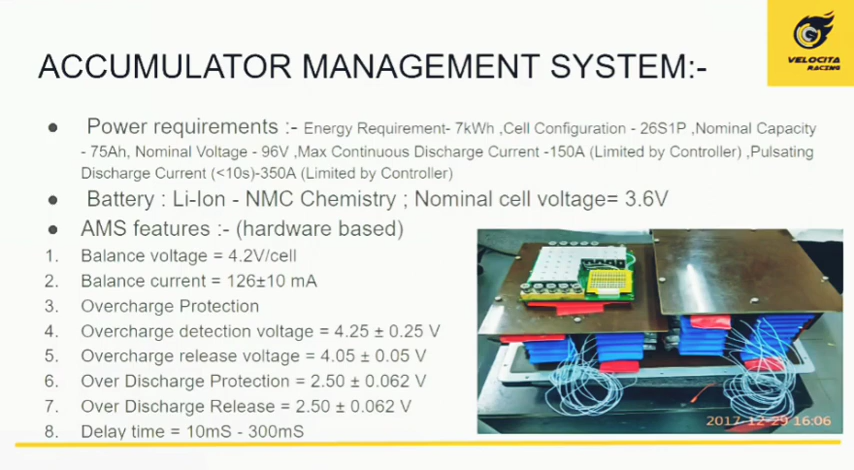 VELOCITA
RACING
ACCUMULATOR MANAGEMENT SYSTEM:-
● Power requirements :- Energy Requirement- 7kWh ,Cell Configuration - 26S1P ,Nominal Capacity
- 75Ah, Nominal Voltage - 96V ,Max Continuous Discharge Current -150A (Limited by Controller) ,Pulsating
Discharge Current (<10s)-350A (Limited by Controller)
● Battery : Li-Ion - NMC Chemistry ; Nominal cell voltage= 3.6V
● AMS features :- (hardware based)
1. Balance voltage = 4.2V/cell
2. Balance current = 126±10 mA
3. Overcharge Protection
4. Overcharge detection voltage = 4.25 ± 0.25 V
5. Overcharge release voltage = 4.05 ± 0.05 V
6. Over Discharge Protection = 2.50 ± 0.062 V
7. Over Discharge Release = 2.50 ± 0.062 V
8. Delay time = 10mS - 300mS
2017-12-29 16:06